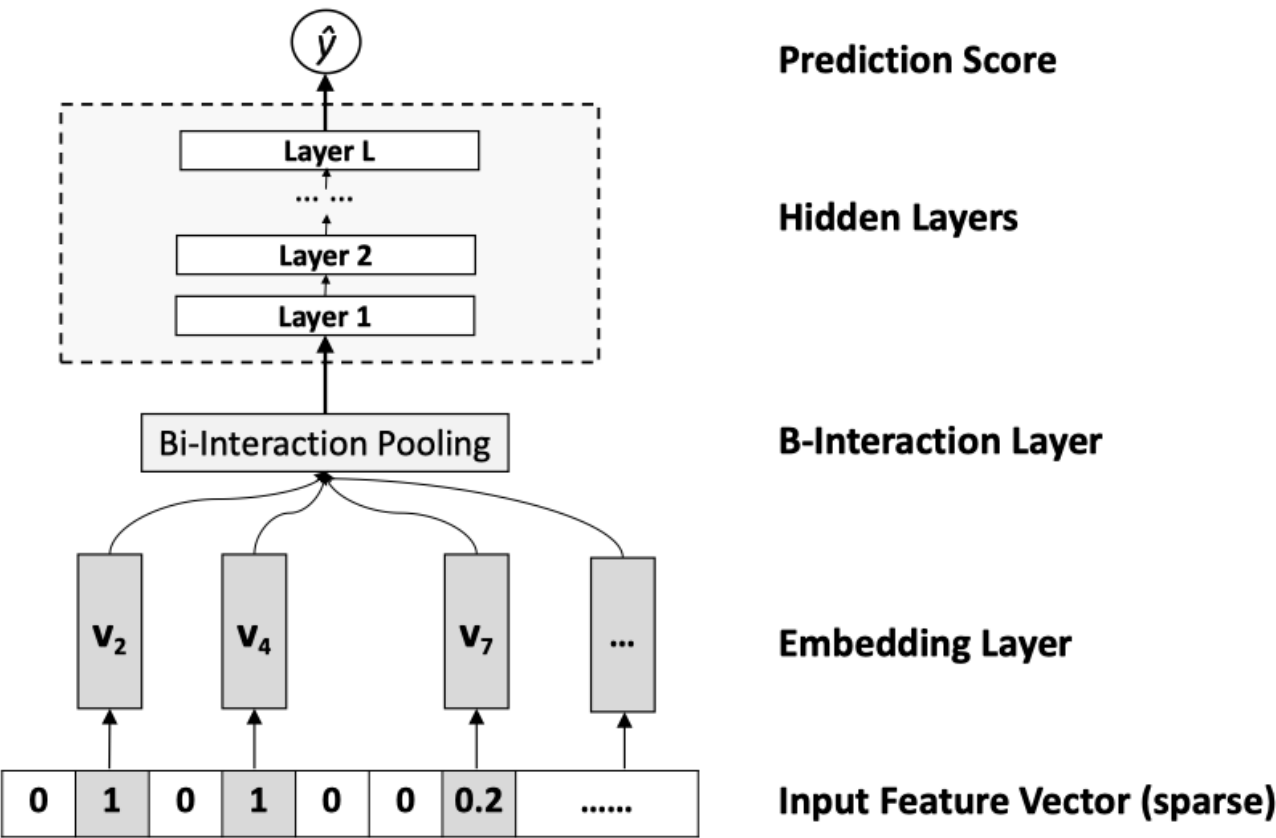 ŷ
Prediction Score
Layer L
... ...
Hidden Layers
Layer 2
Layer 1
Bi-Interaction Pooling
B-Interaction Layer
v₂ v₄ v₇ ...
Embedding Layer
0 1 0 1 0 0 0.2 ......
Input Feature Vector (sparse)